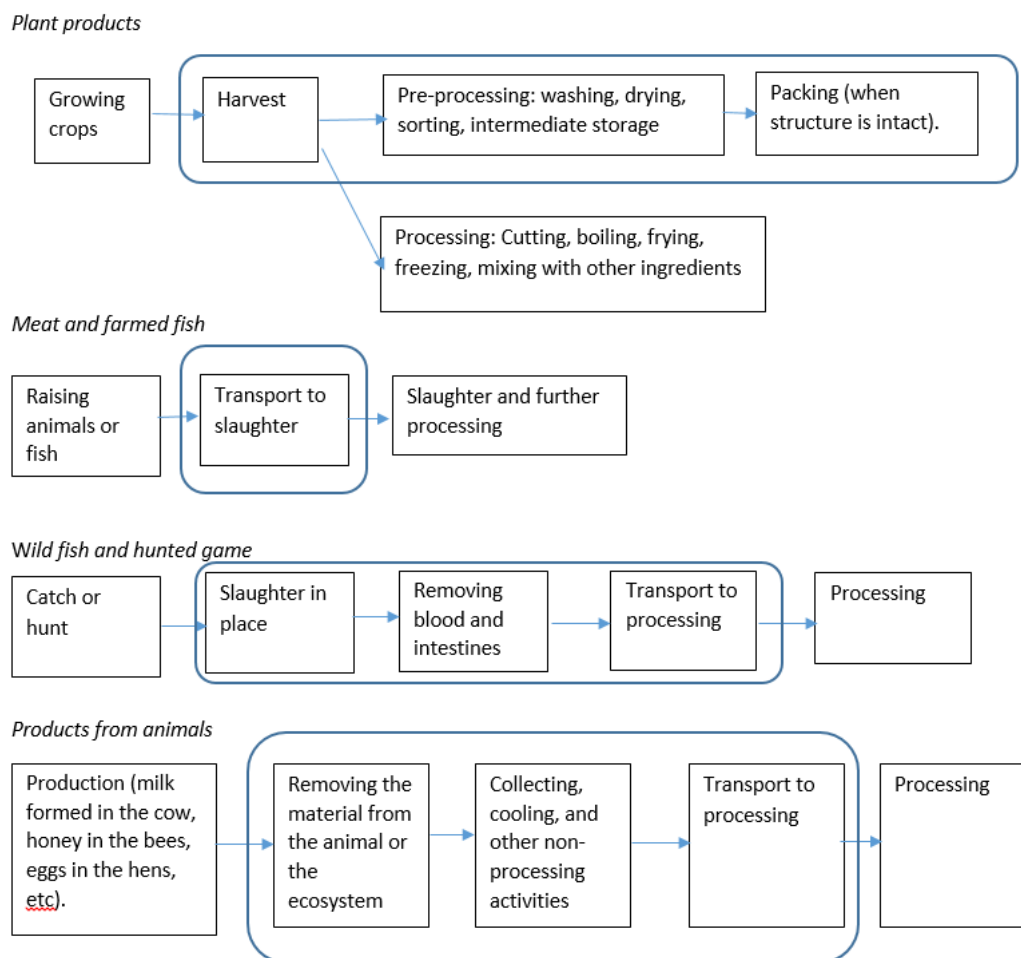 Plant products
Growing
crops
Harvest
Pre-processing: washing, drying,
sorting, intermediate storage
Packing (when
structure is intact).
Processing: Cutting, boiling, frying,
freezing, mixing with other ingredients
Meat and farmed fish
Raising
animals or
fish
Transport to
slaughter
Slaughter and further
processing
Wild fish and hunted game
Catch or
hunt
Slaughter in
place
Removing
blood and
intestines
Transport to
processing
Processing
Products from animals
Production (milk
formed in the cow,
honey in the bees,
eggs in the hens,
etc).
Removing the
material from
the animal or
the
ecosystem
Collecting,
cooling, and
other non-
processing
activities
Transport to
processing
Processing